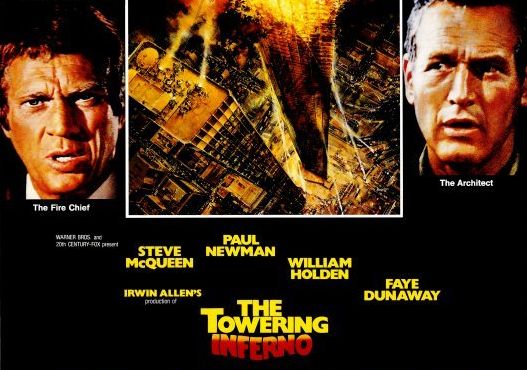 The Fire Chief
The Architect
WARNER BROS. and
20th CENTURY-FOX present
STEVE
McQUEEN
PAUL
NEWMAN
WILLIAM
HOLDEN
FAYE
DUNAWAY
IRWIN ALLEN'S
production of
THE
TOWERING
INFERNO